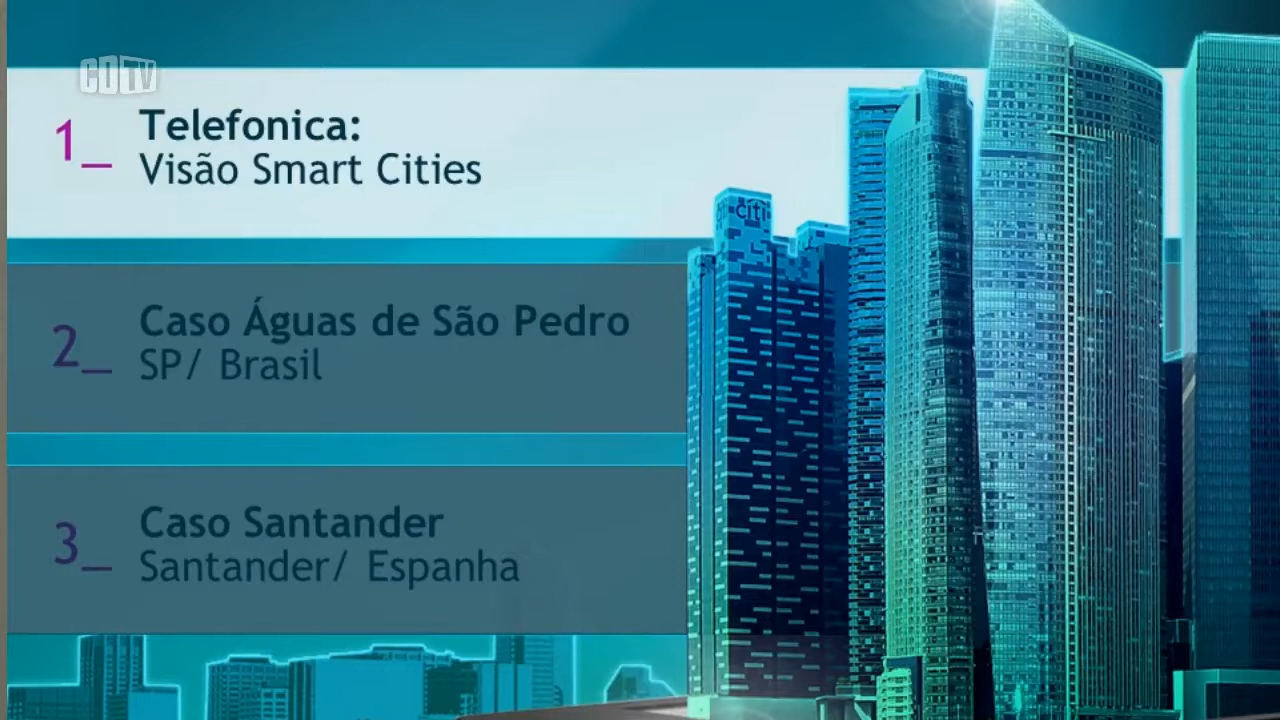 CDTV
1_
Telefonica:
Visão Smart Cities
citi
2_
Caso Águas de São Pedro
SP/ Brasil
3_
Caso Santander
Santander/ Espanha